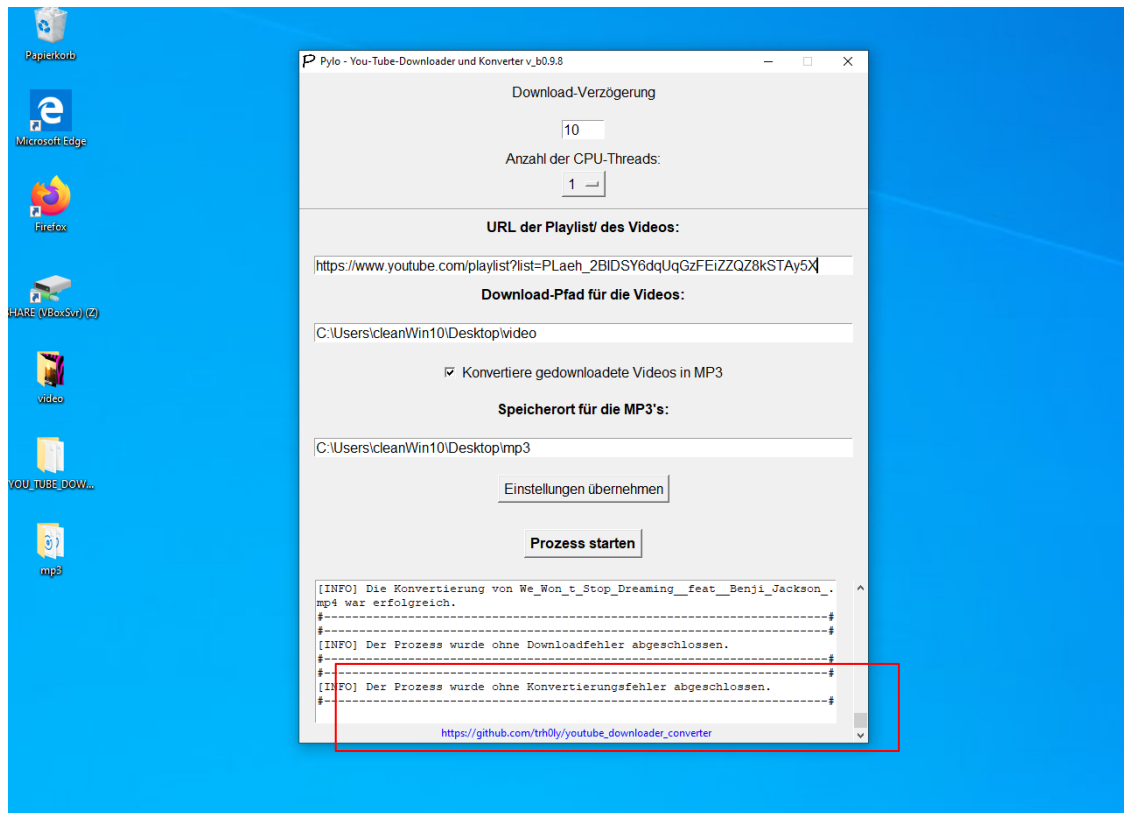 Papierkorb
Microsoft Edge
Firefox
SHARE (VBoxSvr) (Z)
video
YOU_TUBE_DOW...
mp3
Pylo - You-Tube-Downloader und Konverter v_b0.9.8
Download-Verzögerung
10
Anzahl der CPU-Threads:
1
URL der Playlist/ des Videos:
https://www.youtube.com/playlist?list=PLaeh_2BlDSY6dqUqGzFEiZZQZ8kSTAy5X
Download-Pfad für die Videos:
C:\Users\cleanWin10\Desktop\video
Konvertiere gedownloadete Videos in MP3
Speicherort für die MP3's:
C:\Users\cleanWin10\Desktop\mp3
Einstellungen übernehmen
Prozess starten
[INFO] Die Konvertierung von We_Won_t_Stop_Dreaming__feat__Benji_Jackson_.
mp4 war erfolgreich.
#------------------------------------------------------------------------#
#------------------------------------------------------------------------#
[INFO] Der Prozess wurde ohne Downloadfehler abgeschlossen.
#------------------------------------------------------------------------#
#------------------------------------------------------------------------#
[INFO] Der Prozess wurde ohne Konvertierungsfehler abgeschlossen.
#------------------------------------------------------------------------#
https://github.com/trh0ly/youtube_downloader_converter